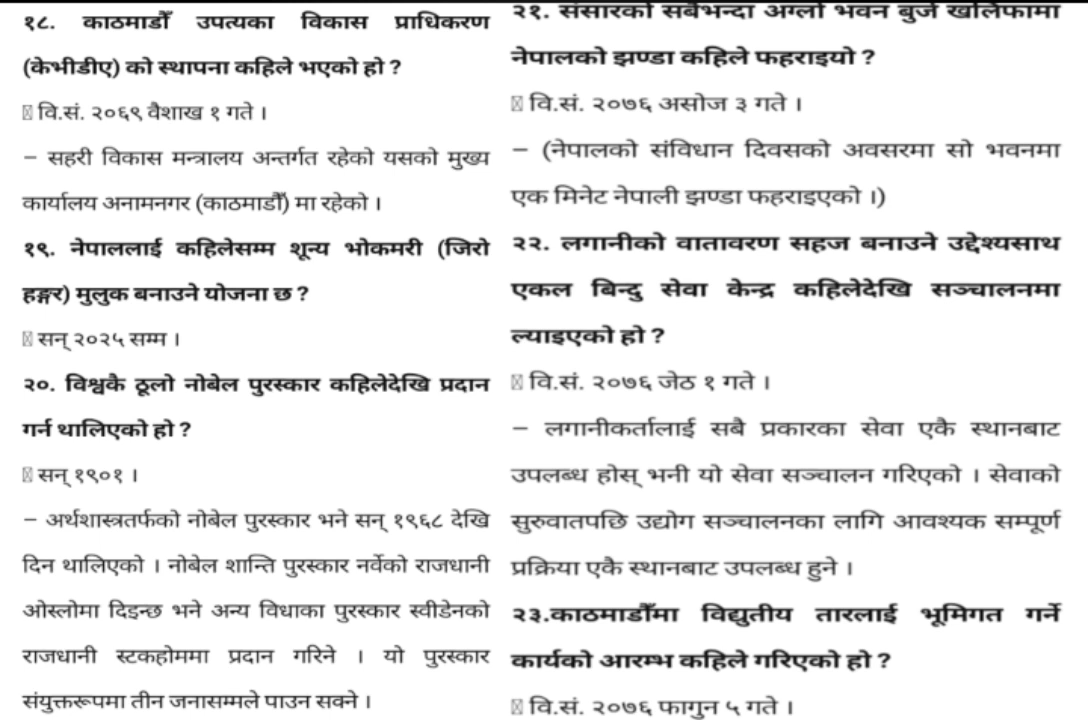 १८. काठमाडौँ उपत्यका विकास प्राधिकरण
(केभीडीए) को स्थापना कहिले भएको हो ?
वि.सं. २०६९ वैशाख १ गते ।
– सहरी विकास मन्त्रालय अन्तर्गत रहेको यसको मुख्य
कार्यालय अनामनगर (काठमाडौँ) मा रहेको ।
१९. नेपाललाई कहिलेसम्म शून्य भोकमरी (जिरो
हङ्गर) मुलुक बनाउने योजना छ ?
सन् २०२५ सम्म ।
२०. विश्वकै ठूलो नोबेल पुरस्कार कहिलेदेखि प्रदान
गर्न थालिएको हो ?
सन् १९०१ ।
– अर्थशास्त्रतर्फको नोबेल पुरस्कार भने सन् १९६८ देखि
दिन थालिएको । नोबेल शान्ति पुरस्कार नर्वेको राजधानी
ओस्लोमा दिइन्छ भने अन्य विधाका पुरस्कार स्वीडेनको
राजधानी स्टकहोममा प्रदान गरिने । यो पुरस्कार
संयुक्तरूपमा तीन जनासम्मले पाउन सक्ने ।
२१. संसारको सबैभन्दा अग्लो भवन बुर्ज खलिफामा
नेपालको झण्डा कहिले फहराइयो ?
वि.सं. २०७६ असोज ३ गते ।
– (नेपालको संविधान दिवसको अवसरमा सो भवनमा
एक मिनेट नेपाली झण्डा फहराइएको ।)
२२. लगानीको वातावरण सहज बनाउने उद्देश्यसाथ
एकल बिन्दु सेवा केन्द्र कहिलेदेखि सञ्चालनमा
ल्याइएको हो ?
वि.सं. २०७६ जेठ १ गते ।
– लगानीकर्तालाई सबै प्रकारका सेवा एकै स्थानबाट
उपलब्ध होस् भनी यो सेवा सञ्चालन गरिएको । सेवाको
सुरुवातपछि उद्योग सञ्चालनका लागि आवश्यक सम्पूर्ण
प्रक्रिया एकै स्थानबाट उपलब्ध हुने ।
२३.काठमाडौँमा विद्युतीय तारलाई भूमिगत गर्ने
कार्यको आरम्भ कहिले गरिएको हो ?
वि.सं. २०७६ फागुन ५ गते ।